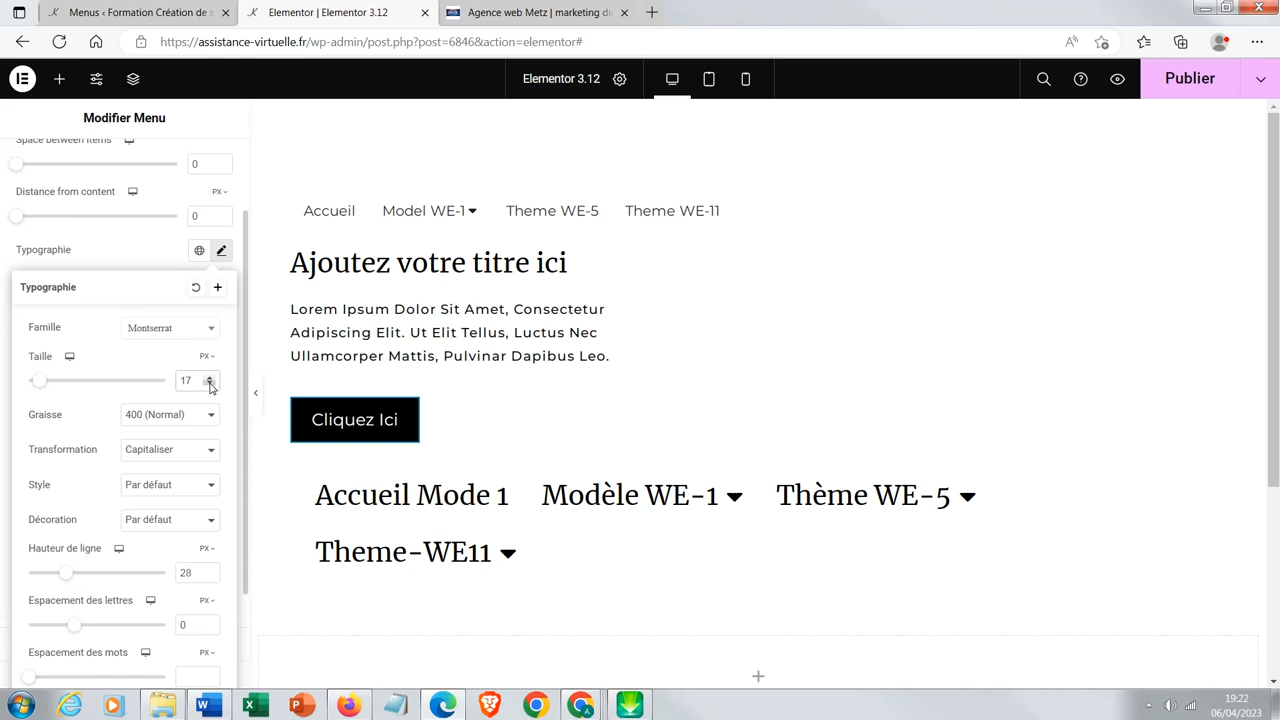 Menus ‹ Formation Création de s
Elementor | Elementor 3.12
Agence web Metz | marketing di
https://assistance-virtuelle.fr/wp-admin/post.php?post=6846&action=elementor#
Elementor 3.12
Publier
Modifier Menu
Space between Items
0
Distance from content
PX
0
Typographie
Typographie
Famille
Montserrat
Taille
PX
17
Graisse
400 (Normal)
Transformation
Capitaliser
Style
Par défaut
Décoration
Par défaut
Hauteur de ligne
PX
28
Espacement des lettres
PX
0
Espacement des mots
PX
Accueil
Model WE-1
Theme WE-5
Theme WE-11
Ajoutez votre titre ici
Lorem Ipsum Dolor Sit Amet, Consectetur
Adipiscing Elit. Ut Elit Tellus, Luctus Nec
Ullamcorper Mattis, Pulvinar Dapibus Leo.
Cliquez Ici
Accueil Mode 1
Modèle WE-1
Thème WE-5
Theme-WE11
19:22
06/04/2023